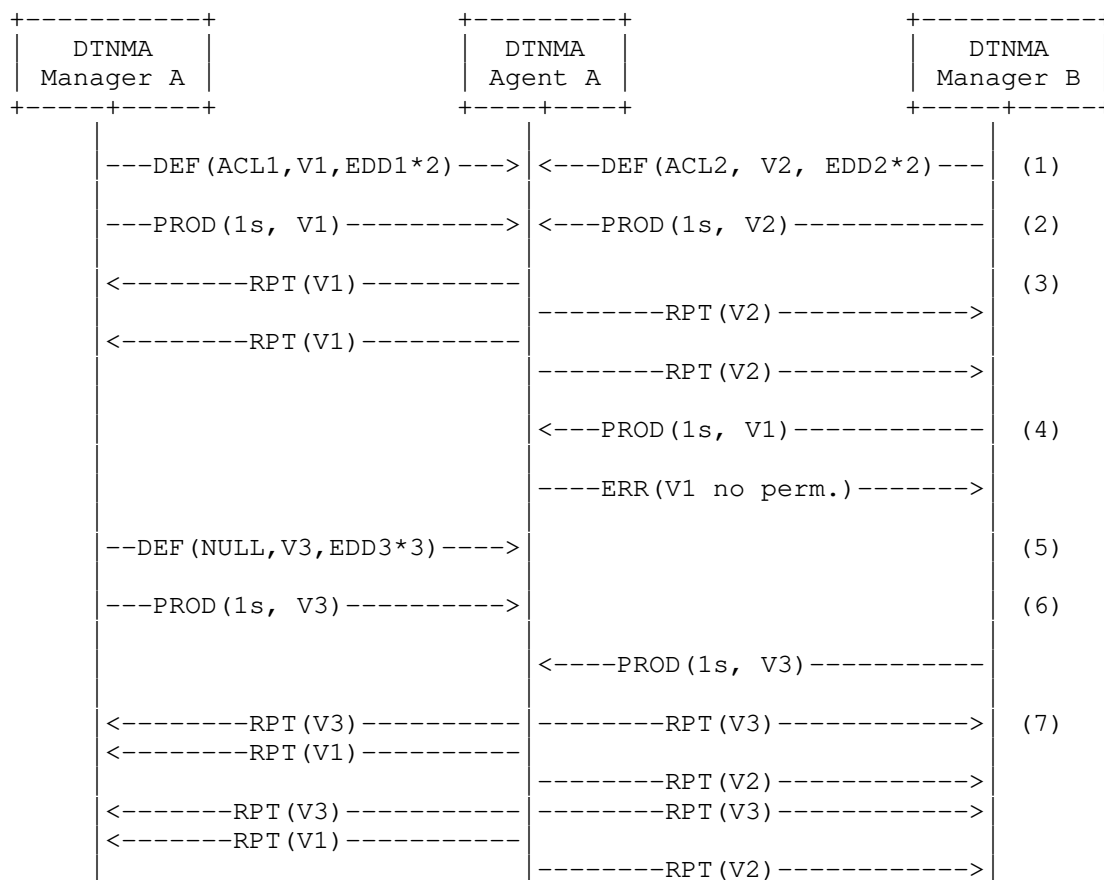 DTNMA DTNMA DTNMA
Manager A Agent A Manager B
---DEF(ACL1,V1,EDD1*2)---> <---DEF(ACL2, V2, EDD2*2)--- (1)
---PROD(1s, V1)----------> <---PROD(1s, V2)------------ (2)
<--------RPT(V1)---------- (3)
--------RPT(V2)------------>
<--------RPT(V1)----------
--------RPT(V2)------------>
<---PROD(1s, V1)------------ (4)
----ERR(V1 no perm.)------->
--DEF(NULL,V3,EDD3*3)----> (5)
---PROD(1s, V3)----------> (6)
<----PROD(1s, V3)-----------
<--------RPT(V3)---------- --------RPT(V3)------------> (7)
<--------RPT(V1)----------
--------RPT(V2)------------>
<-------RPT(V3)----------- --------RPT(V3)------------>
<-------RPT(V1)-----------
--------RPT(V2)------------>